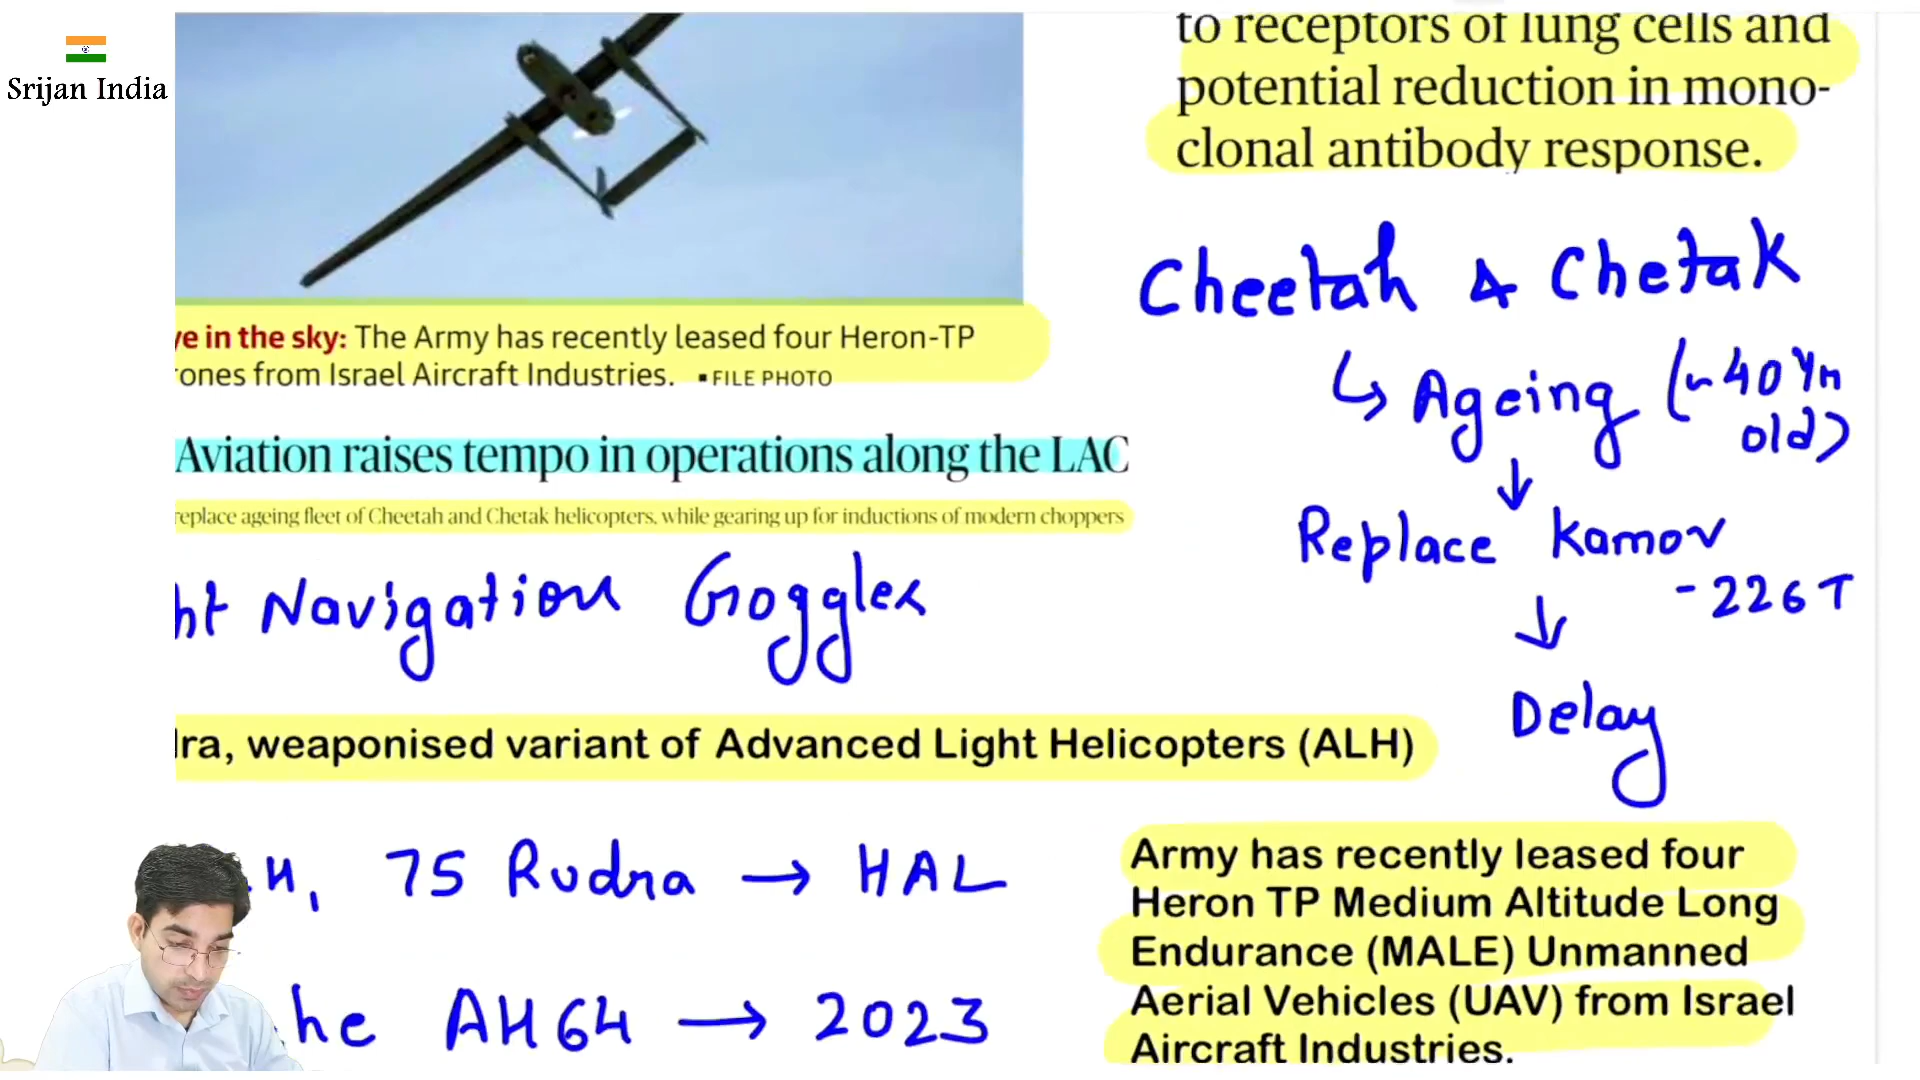 Srijan India
to receptors of lung cells and
potential reduction in mono-
clonal antibody response.
ye in the sky: The Army has recently leased four Heron-TP
ones from Israel Aircraft Industries. ▪ FILE PHOTO
Aviation raises tempo in operations along the LAC
replace ageing fleet of Cheetah and Chetak helicopters, while gearing up for inductions of modern choppers
ht Navigation Goggles
dra, weaponised variant of Advanced Light Helicopters (ALH)
H, 75 Rudra → HAL
he AH64 → 2023
Cheetah & Chetak
↳ Ageing (~40 Yr
old)
↓
Replace Kamov
-226T
↓
Delay
Army has recently leased four
Heron TP Medium Altitude Long
Endurance (MALE) Unmanned
Aerial Vehicles (UAV) from Israel
Aircraft Industries.